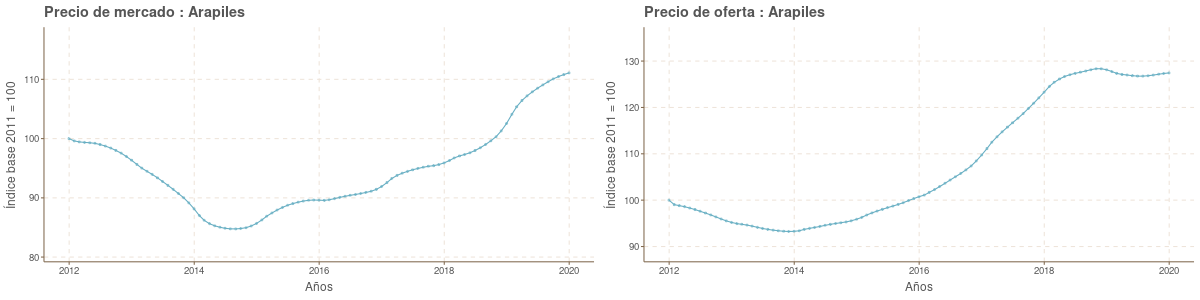 Precio de mercado : Arapiles
Índice base 2011 = 100
110
100
90
80
2012 2014 2016 2018 2020
Años
Precio de oferta : Arapiles
Índice base 2011 = 100
130
120
110
100
90
2012 2014 2016 2018 2020
Años